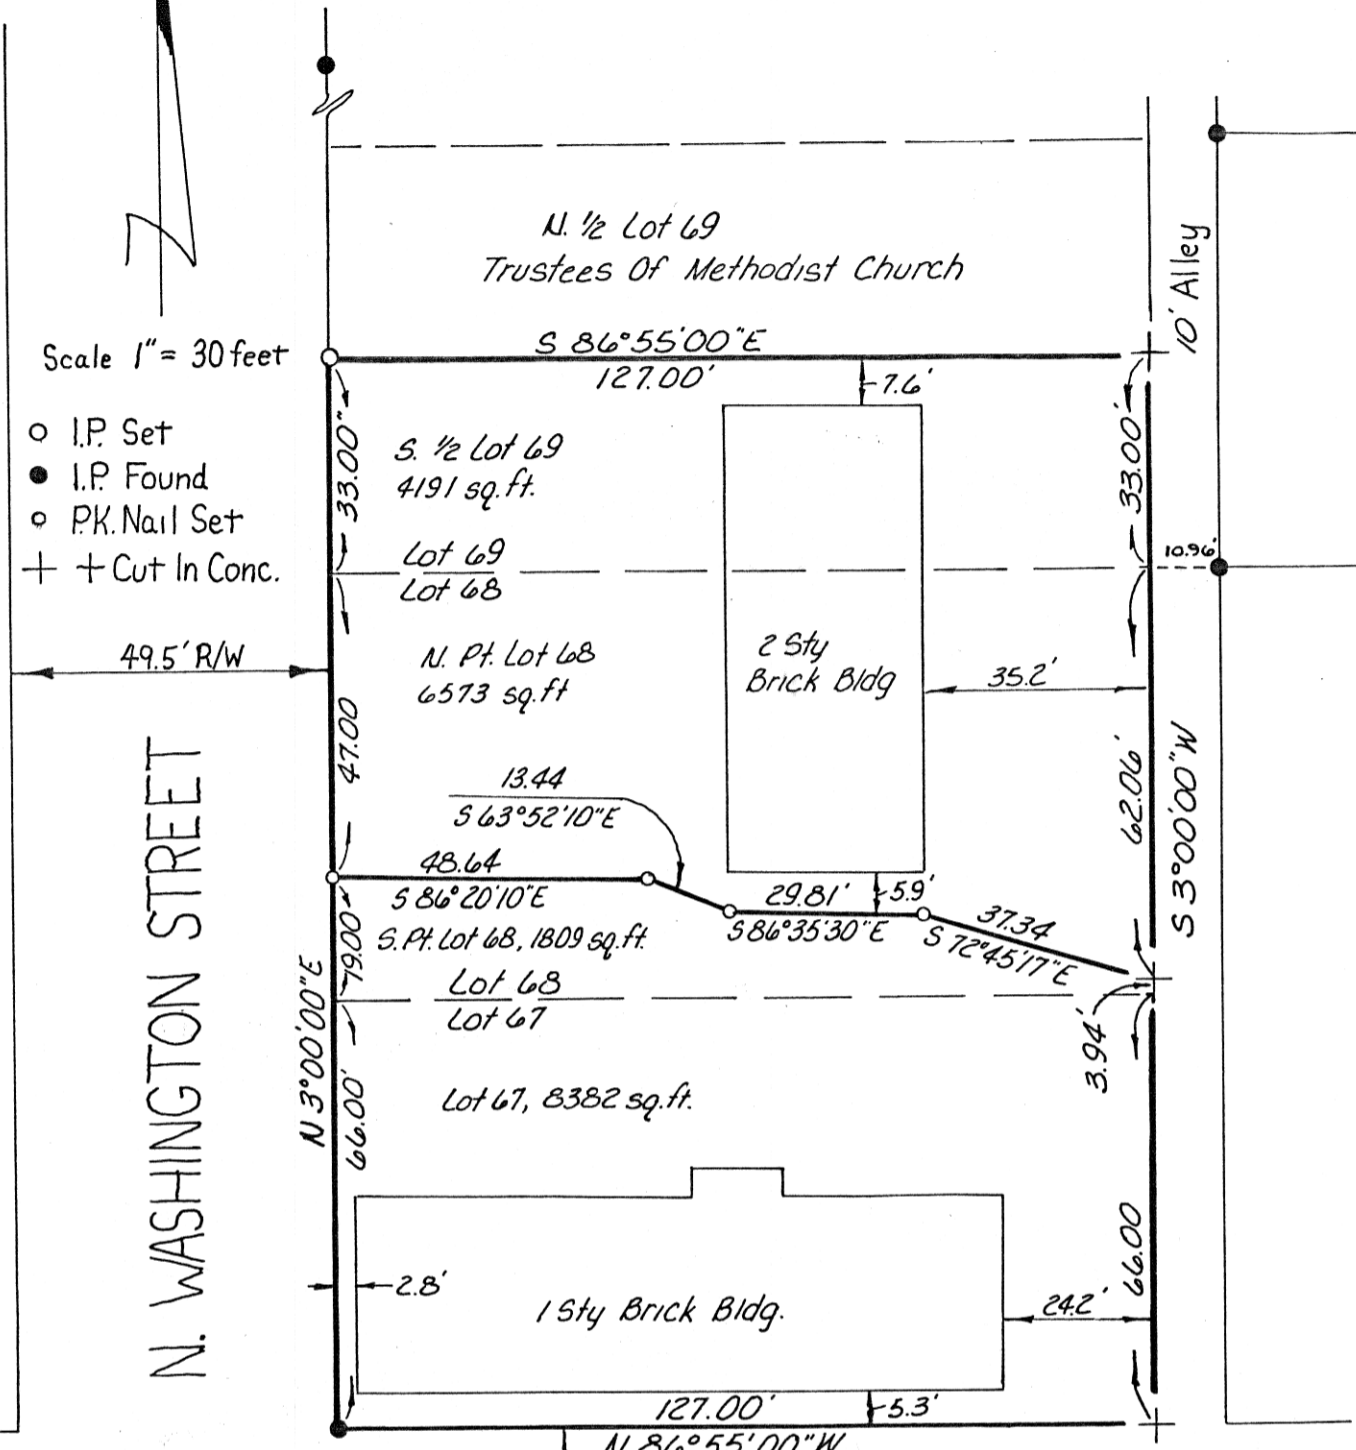 N. ½ Lot 69
Trustees Of Methodist Church
10' Alley
Scale 1" = 30 feet
S 86°55'00"E
127.00'
7.6'
I.P. Set
I.P. Found
P.K. Nail Set
+ Cut In Conc.
33.00"
S. ½ Lot 69
4191 sq. ft.
33.00'
Lot 69
Lot 68
10.96'
49.5' R/W
N. Pt. Lot 68
6573 sq. ft
2 Sty
Brick Bldg
35.2'
47.00
62.06'
S 3°00'00"W
13.44
S 63°52'10"E
48.64
S 86°20'10"E
29.81'
S 86°35'30"E
5.9'
37.34
S 72°45'17"E
19.00
S. Pt. Lot 68, 1809 sq. ft.
Lot 68
Lot 67
3.94'
N 3°00'00"E
66.00'
Lot 67, 8382 sq. ft.
N. WASHINGTON STREET
66.00
2.8'
1 Sty Brick Bldg.
24.2'
127.00'
5.3'
N 86°55'00"W